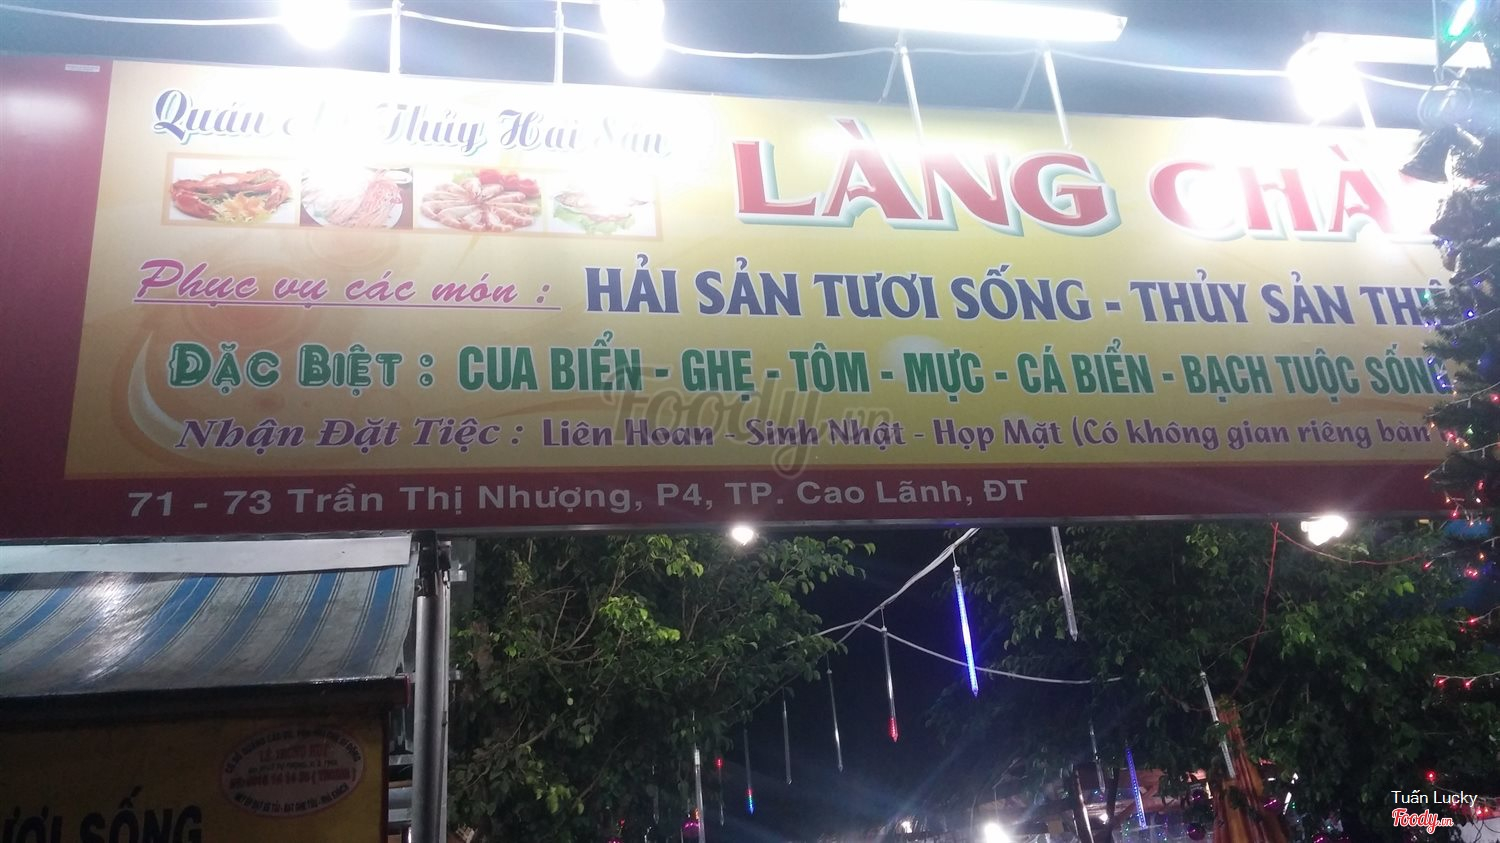 Quán Thủy Hải Sản
LÀNG CHÀI
Phục vụ các món :
HẢI SẢN TƯƠI SỐNG - THỦY SẢN
ĐẶC BIỆT : CUA BIỂN - GHẸ - TÔM - MỰC - CÁ BIỂN - BẠCH TUỘC SỐNG
Nhận Đặt Tiệc : Liên Hoan - Sinh Nhật - Họp Mặt (Có không gian riêng bàn
71 - 73 Trần Thị Nhượng, P4, TP. Cao Lãnh, ĐT
Foody.vn
SỐNG
Tuấn Lucky
Foody.vn